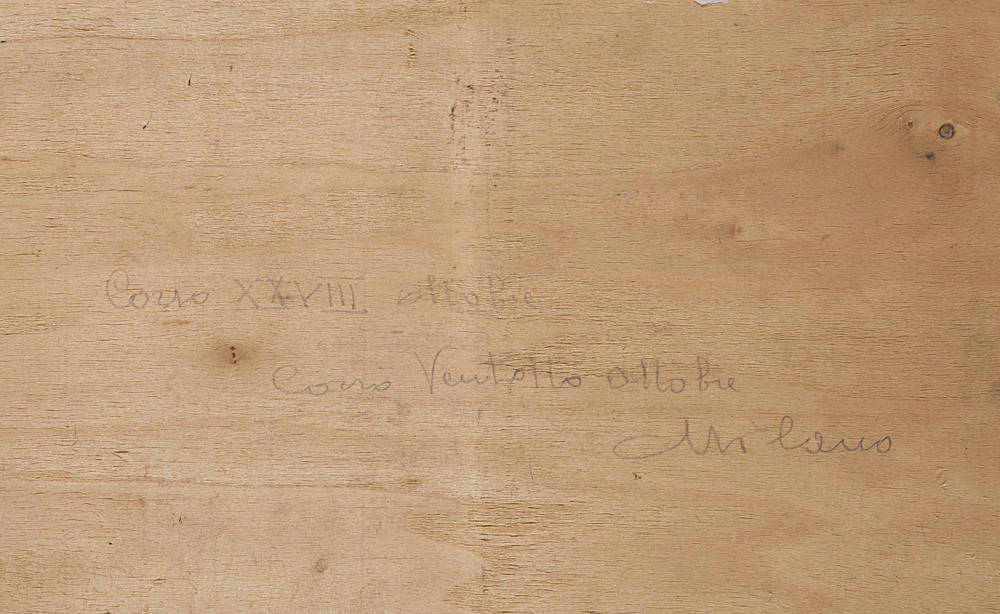 Corso XXVIII ottobre
Corso Ventotto ottobre
Milano